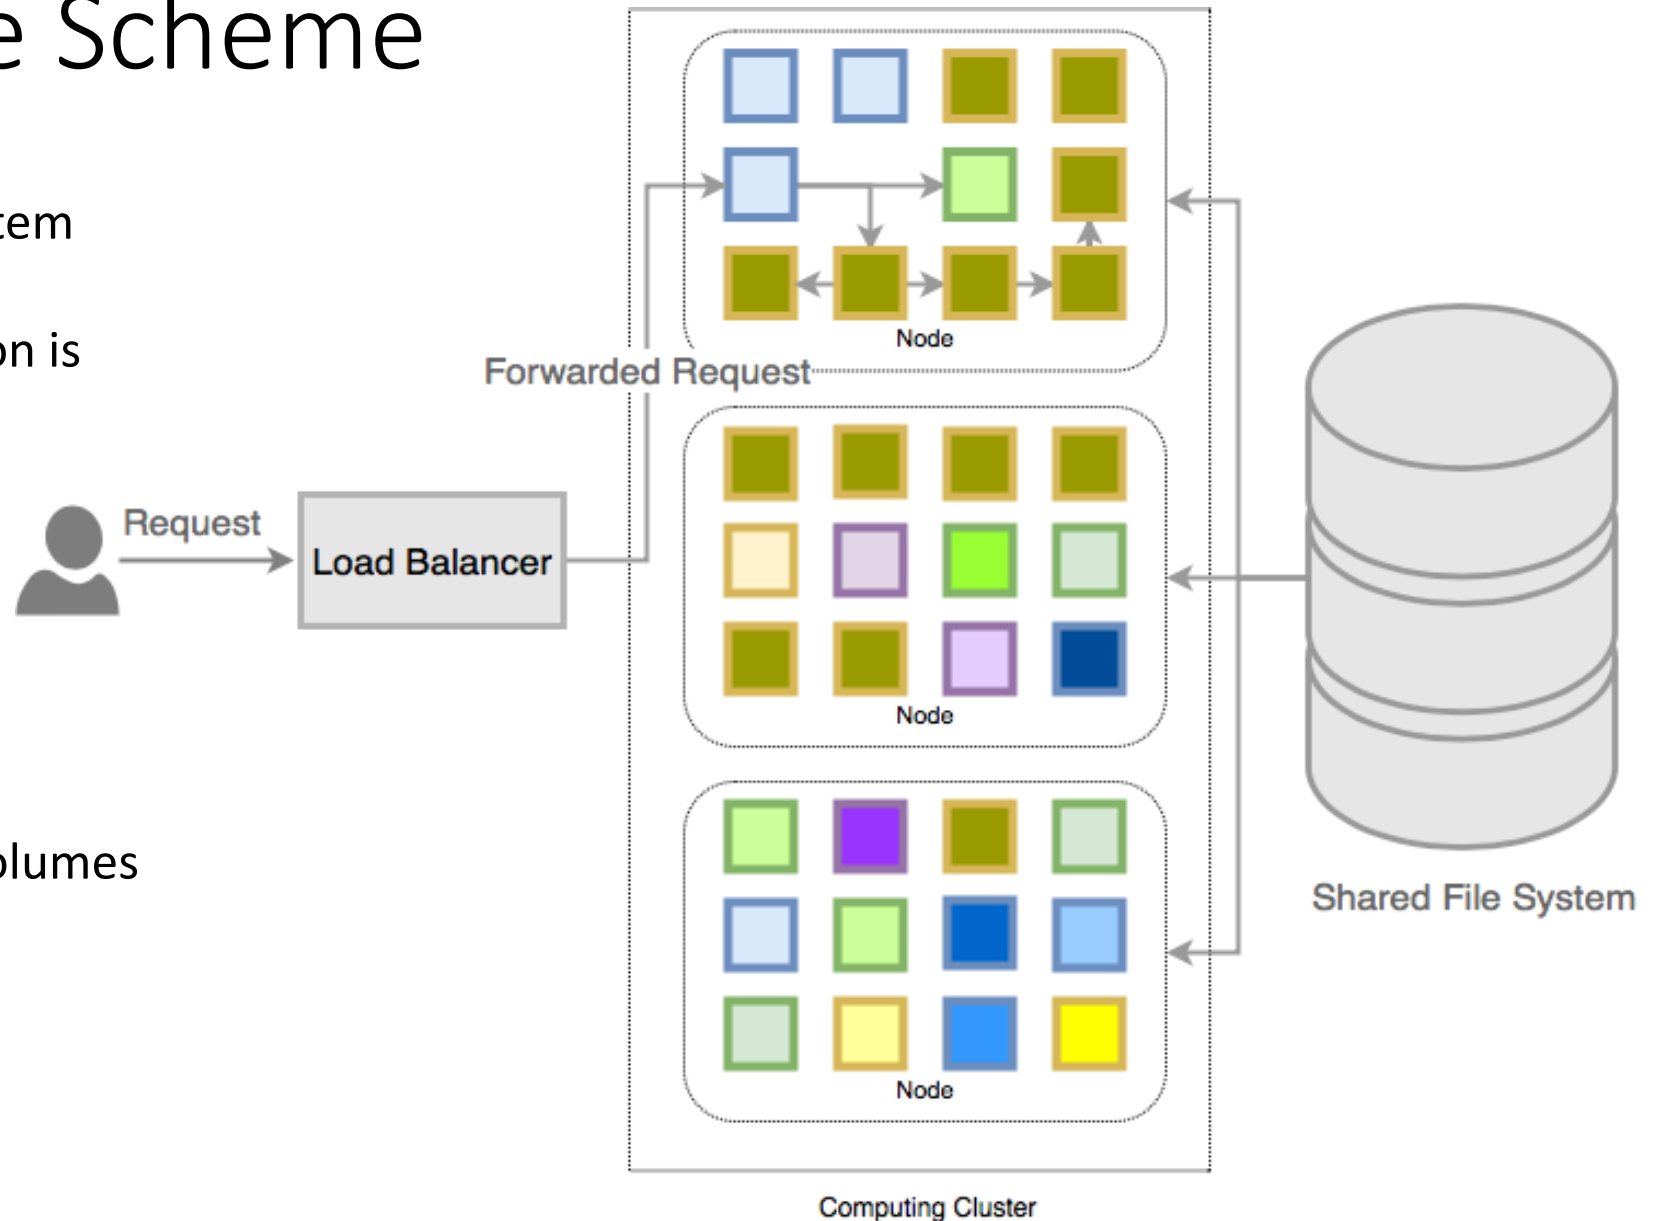 e Scheme
tem
on is
olumes
Request
Load Balancer
Forwarded Request
Node
Node
Node
Computing Cluster
Shared File System